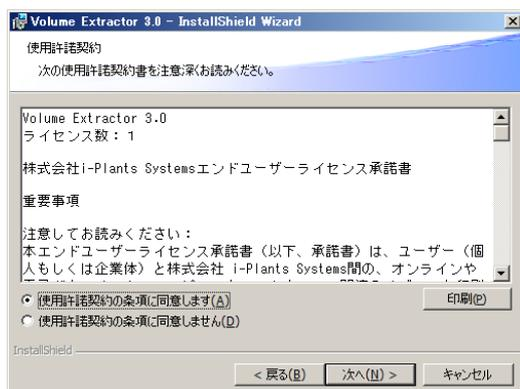 Volume Extractor 3.0 - InstallShield Wizard
使用許諾契約
次の使用許諾契約書を注意深くお読みください。
Volume Extractor 3.0
ライセンス数：1
株式会社i-Plants Systemsエンドユーザーライセンス承諾書
重要事項
注意してお読みください：
本エンドユーザーライセンス承諾書（以下、承諾書）は、ユーザー（個
人もしくは企業体）と株式会社 i-Plants Systems間の、オンラインや
使用許諾契約の条項に同意します(A)
印刷(P)
使用許諾契約の条項に同意しません(D)
InstallShield
< 戻る(B)
次へ(N) >
キャンセル